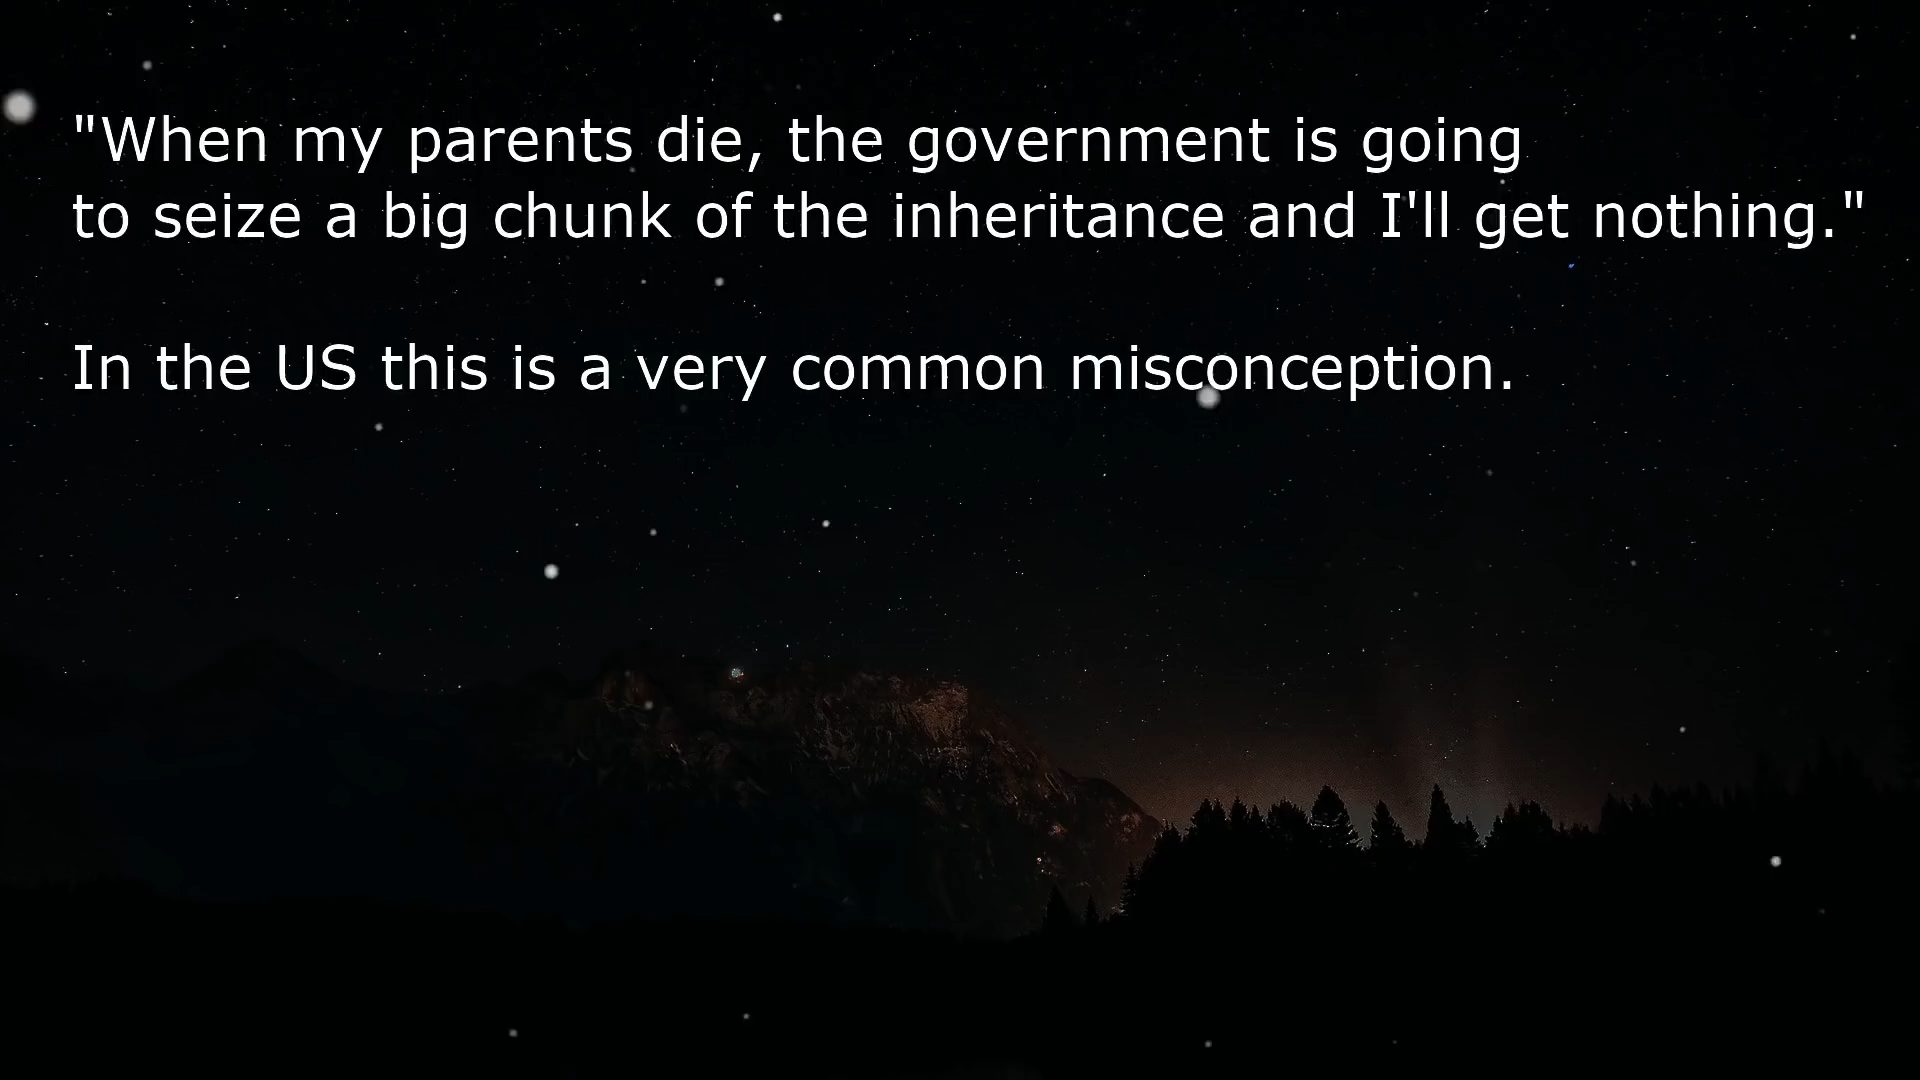 "When my parents die, the government is going
to seize a big chunk of the inheritance and I'll get nothing."
In the US this is a very common misconception.